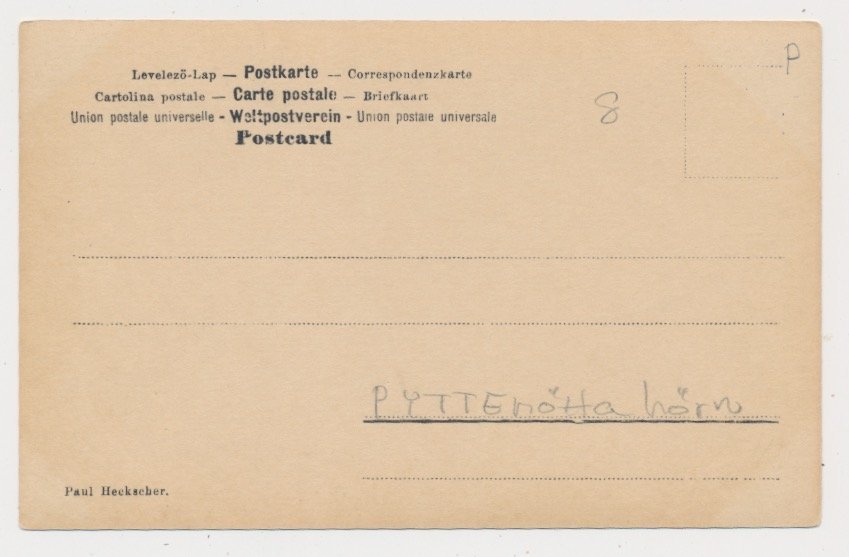 P
Levelező-Lap — Postkarte — Correspondenzkarte
Cartolina postale — Carte postale — Briefkaart
8
Union postale universelle - Weltpostverein - Union postale universale
Postcard
PYTTEnötta hörn
Paul Heckscher.